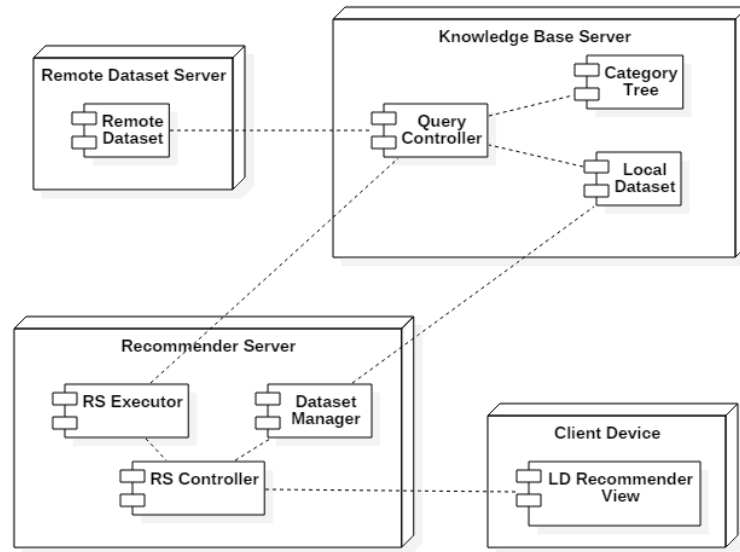 Knowledge Base Server
Remote Dataset Server
Category
Tree
Remote
Dataset
Query
Controller
Local
Dataset
Recommender Server
RS Executor
Dataset
Manager
RS Controller
Client Device
LD Recommender
View